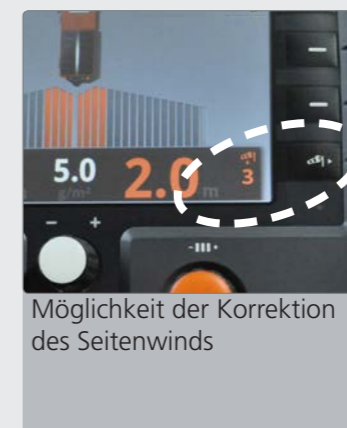 5.0
g/m²
2.0 m
3
- +
Möglichkeit der Korrektion
des Seitenwinds